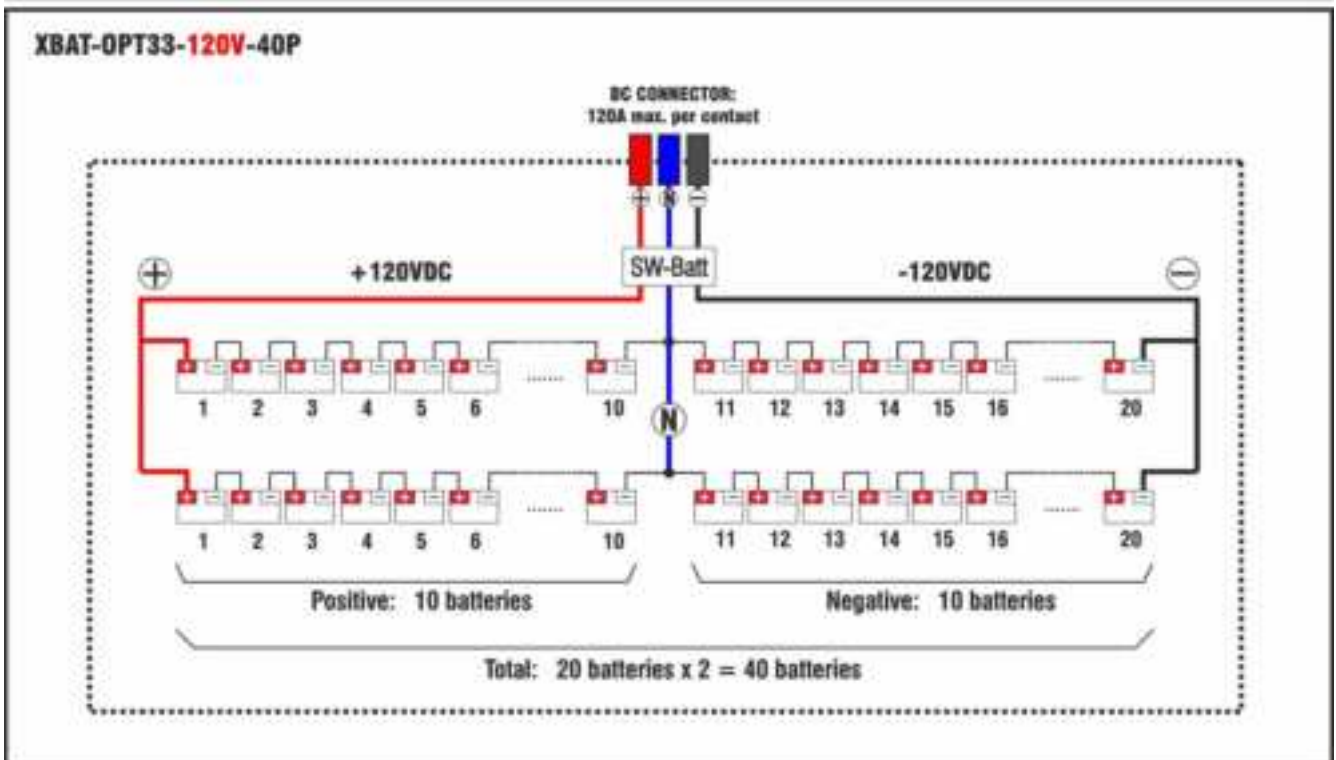 XBAT-OPT33-120V-40P
DC CONNECTOR:
120A max. per contact
+ N −
SW-Batt
+ +120VDC -120VDC −
+ − + − + − + − + − + − ...... + − + − + − + − + − + − + − ...... + −
1 2 3 4 5 6 10 11 12 13 14 15 16 20
N
+ − + − + − + − + − + − ...... + − + − + − + − + − + − + − ...... + −
1 2 3 4 5 6 10 11 12 13 14 15 16 20
Positive: 10 batteries Negative: 10 batteries
Total: 20 batteries x 2 = 40 batteries